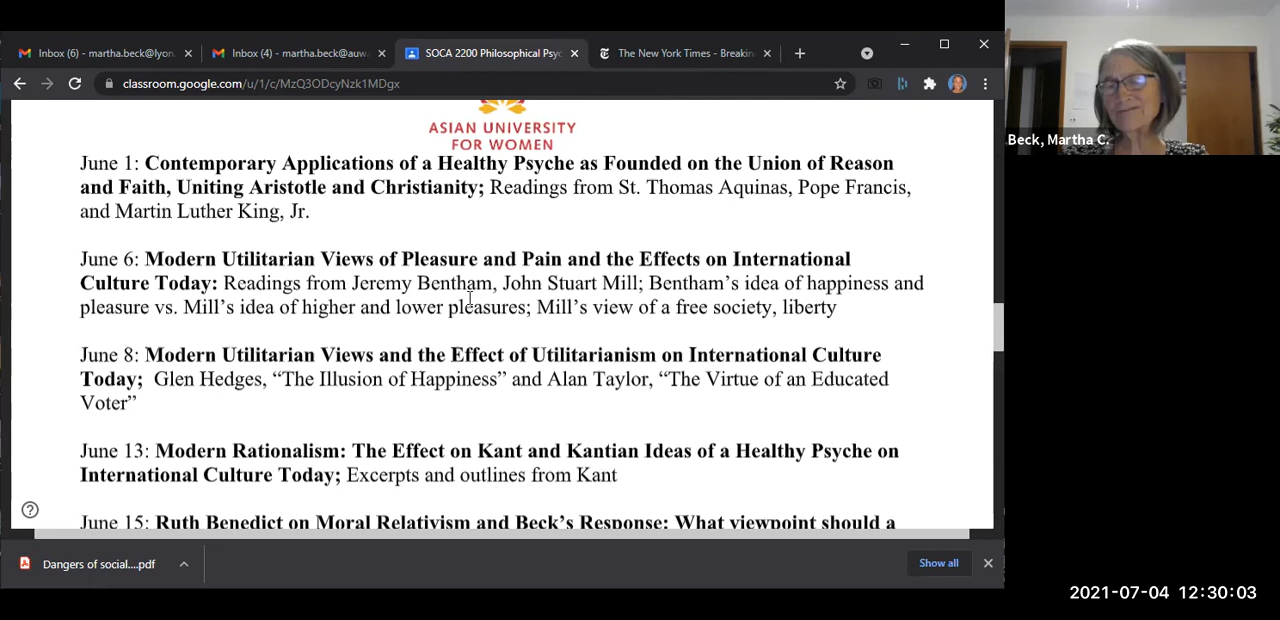 Inbox (6) - martha.beck@lyon.
Inbox (4) - martha.beck@auw.
SOCA 2200 Philosophical Psyc
The New York Times - Breakin
classroom.google.com/u/1/c/MzQ3ODcyNzk1MDgx
Beck, Martha C.
ASIAN UNIVERSITY
FOR WOMEN
June 1: Contemporary Applications of a Healthy Psyche as Founded on the Union of Reason
and Faith, Uniting Aristotle and Christianity; Readings from St. Thomas Aquinas, Pope Francis,
and Martin Luther King, Jr.
June 6: Modern Utilitarian Views of Pleasure and Pain and the Effects on International
Culture Today: Readings from Jeremy Bentham, John Stuart Mill; Bentham’s idea of happiness and
pleasure vs. Mill’s idea of higher and lower pleasures; Mill’s view of a free society, liberty
June 8: Modern Utilitarian Views and the Effect of Utilitarianism on International Culture
Today; Glen Hedges, “The Illusion of Happiness” and Alan Taylor, “The Virtue of an Educated
Voter”
June 13: Modern Rationalism: The Effect on Kant and Kantian Ideas of a Healthy Psyche on
International Culture Today; Excerpts and outlines from Kant
June 15: Ruth Benedict on Moral Relativism and Beck’s Response: What viewpoint should a
Dangers of social....pdf
Show all
2021-07-04 12:30:03